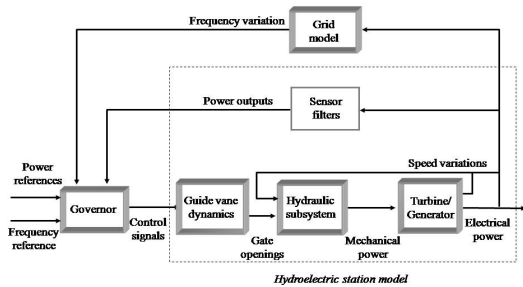 Frequency variation
Grid
model
Power outputs
Sensor
filters
Power
references
Speed variations
Governor
Guide vane
dynamics
Hydraulic
subsystem
Turbine/
Generator
Frequency
reference
Control
signals
Gate
openings
Mechanical
power
Electrical
power
Hydroelectric station model